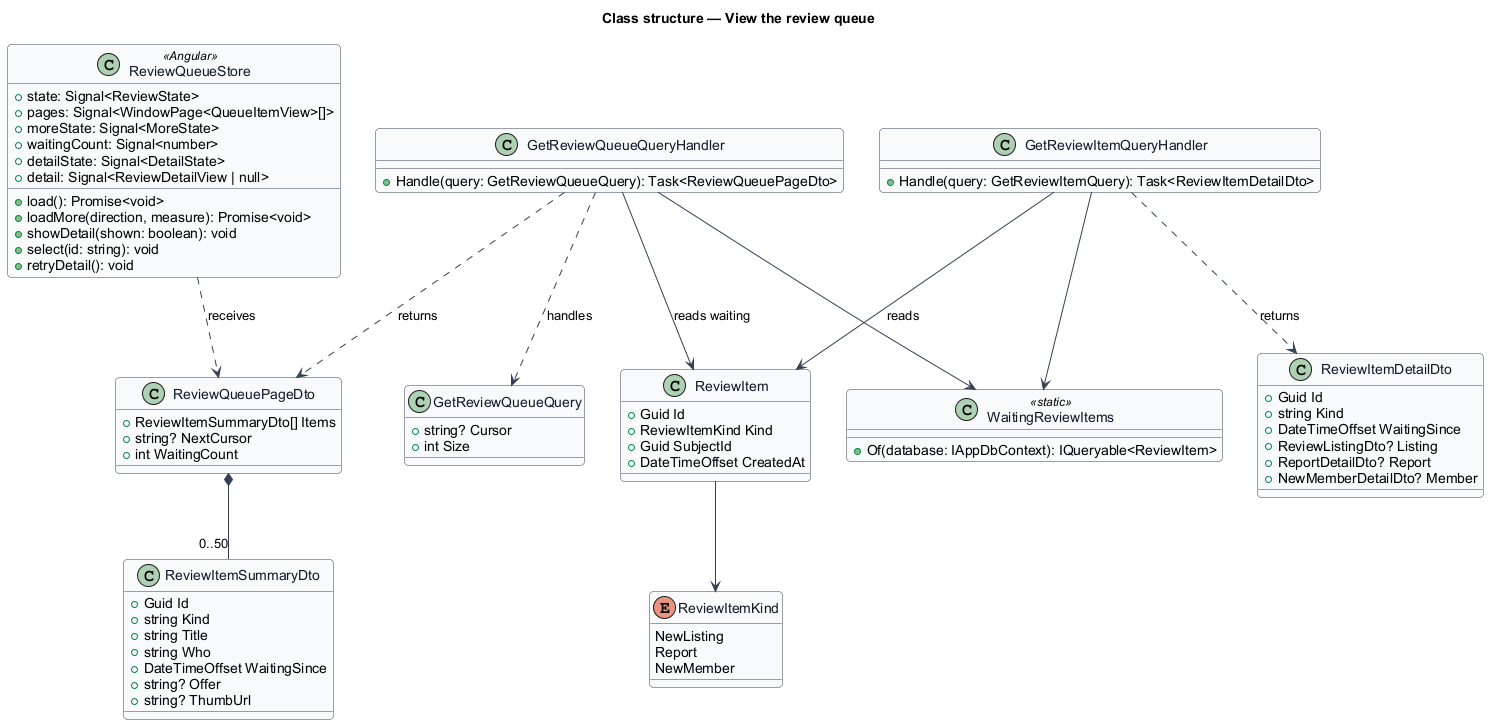 Class structure — View the review queue
«Angular»
ReviewQueueStore
state: Signal<ReviewState>
pages: Signal<WindowPage<QueueItemView>[]>
moreState: Signal<MoreState>
waitingCount: Signal<number>
detailState: Signal<DetailState>
detail: Signal<ReviewDetailView | null>
load(): Promise<void>
loadMore(direction, measure): Promise<void>
showDetail(shown: boolean): void
select(id: string): void
retryDetail(): void
C GetReviewQueueQueryHandler
Handle(query: GetReviewQueueQuery): Task<ReviewQueuePageDto>
C GetReviewItemQueryHandler
Handle(query: GetReviewItemQuery): Task<ReviewItemDetailDto>
receives
returns
handles
reads waiting
reads
returns
C ReviewQueuePageDto
ReviewItemSummaryDto[] Items
string? NextCursor
int WaitingCount
C GetReviewQueueQuery
string? Cursor
int Size
C ReviewItem
Guid Id
ReviewItemKind Kind
Guid SubjectId
DateTimeOffset CreatedAt
«static»
C WaitingReviewItems
Of(database: IAppDbContext): IQueryable<ReviewItem>
C ReviewItemDetailDto
Guid Id
string Kind
DateTimeOffset WaitingSince
ReviewListingDto? Listing
ReportDetailDto? Report
NewMemberDetailDto? Member
0..50
C ReviewItemSummaryDto
Guid Id
string Kind
string Title
string Who
DateTimeOffset WaitingSince
string? Offer
string? ThumbUrl
E ReviewItemKind
NewListing
Report
NewMember